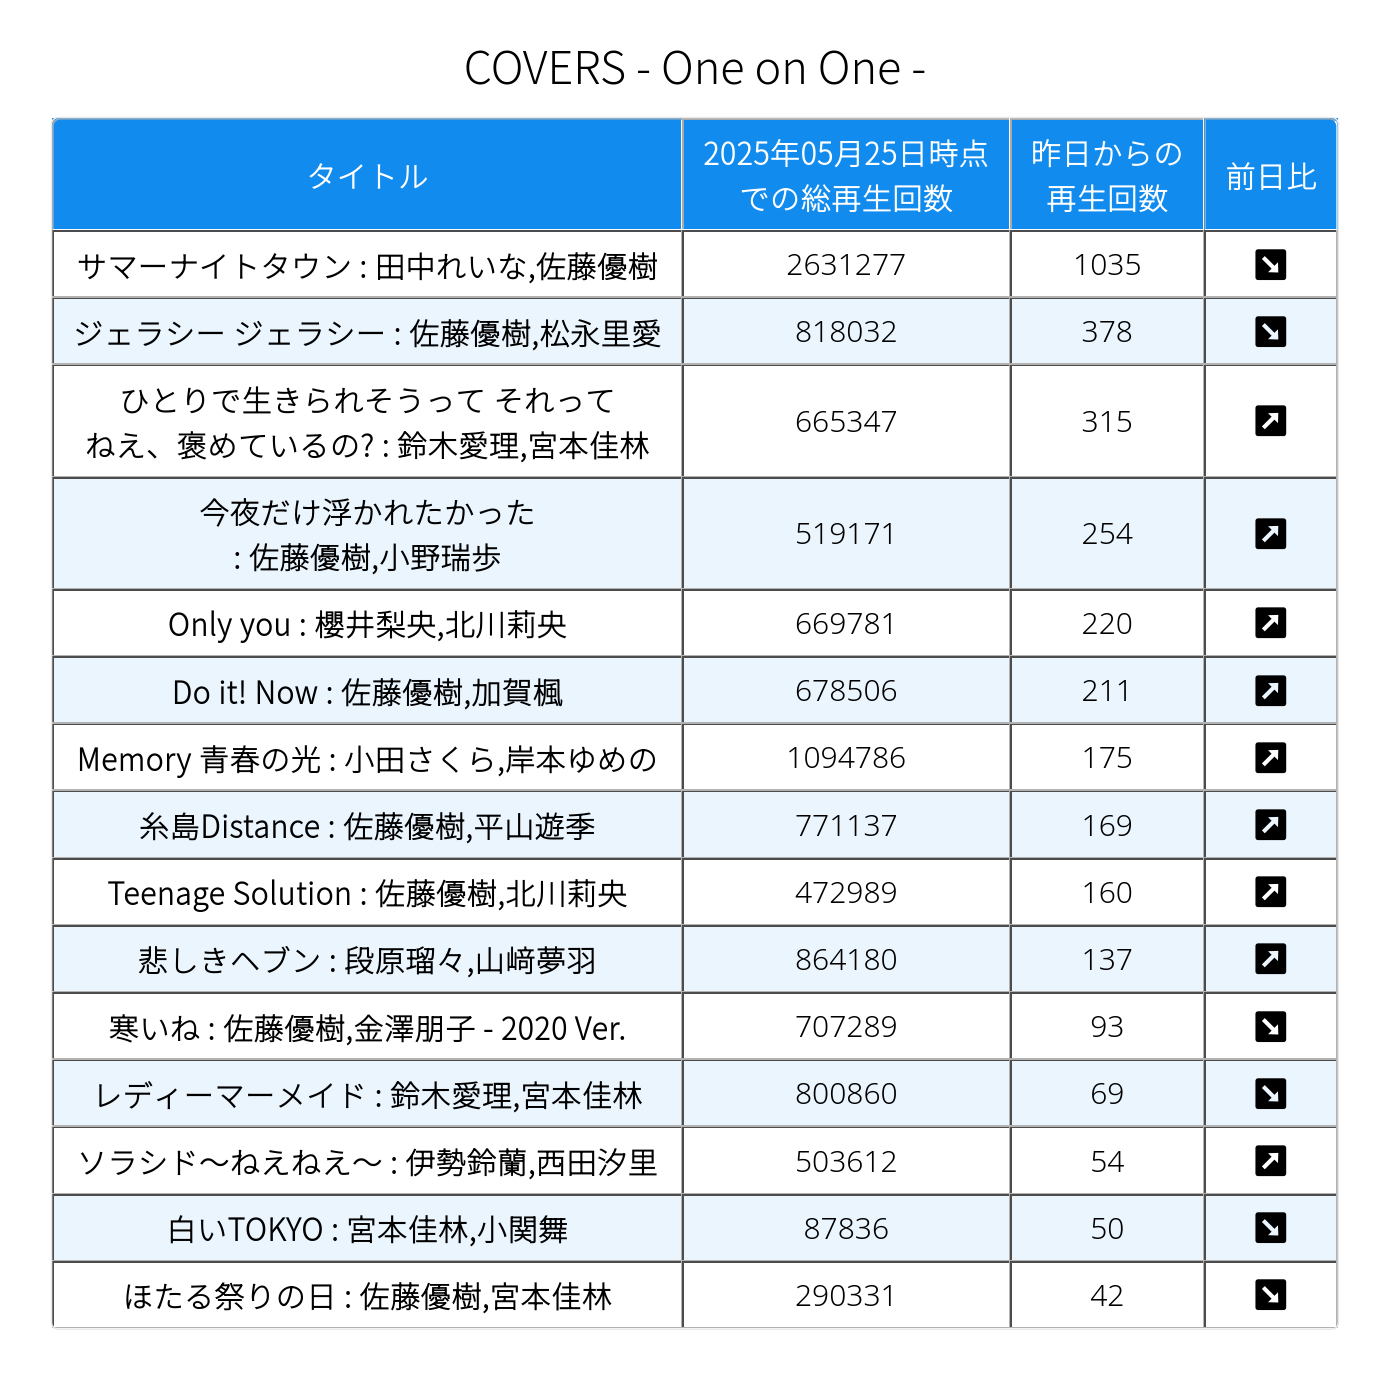 COVERS - One on One -
タイトル
2025年05月25日時点
での総再生回数
昨日からの
再生回数
前日比
サマーナイトタウン : 田中れいな,佐藤優樹 2631277 1035 ↘
ジェラシー ジェラシー : 佐藤優樹,松永里愛 818032 378 ↘
ひとりで生きられそうって それって
ねえ、褒めているの? : 鈴木愛理,宮本佳林 665347 315 ↗
今夜だけ浮かれたかった
: 佐藤優樹,小野瑞歩 519171 254 ↗
Only you : 櫻井梨央,北川莉央 669781 220 ↗
Do it! Now : 佐藤優樹,加賀楓 678506 211 ↗
Memory 青春の光 : 小田さくら,岸本ゆめの 1094786 175 ↗
糸島Distance : 佐藤優樹,平山遊季 771137 169 ↗
Teenage Solution : 佐藤優樹,北川莉央 472989 160 ↗
悲しきヘブン : 段原瑠々,山﨑夢羽 864180 137 ↗
寒いね : 佐藤優樹,金澤朋子 - 2020 Ver. 707289 93 ↘
レディーマーメイド : 鈴木愛理,宮本佳林 800860 69 ↘
ソラシド〜ねえねえ〜 : 伊勢鈴蘭,西田汐里 503612 54 ↗
白いTOKYO : 宮本佳林,小関舞 87836 50 ↘
ほたる祭りの日 : 佐藤優樹,宮本佳林 290331 42 ↘